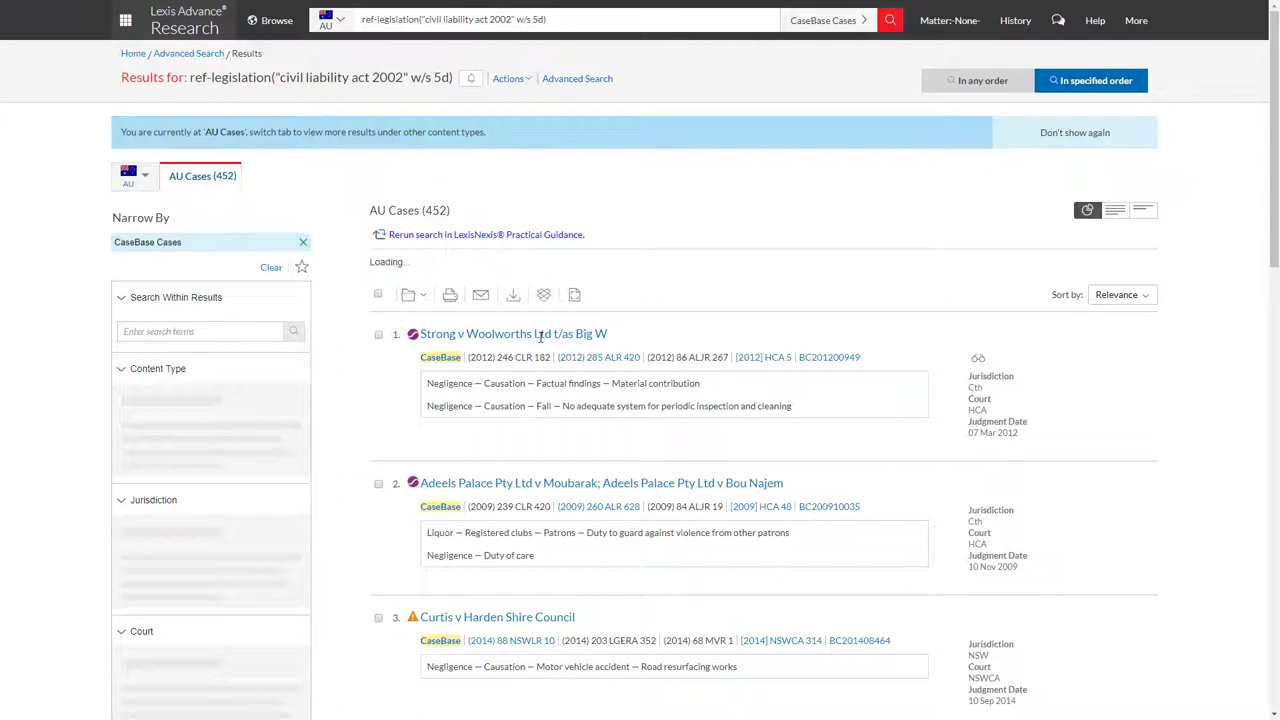 Lexis Advance®
Research
Browse
AU
ref-legislation("civil liability act 2002" w/s 5d)
CaseBase Cases
Matter:-None-
History
Help
More
Home / Advanced Search / Results
Results for: ref-legislation("civil liability act 2002" w/s 5d)
Actions
Advanced Search
In any order
In specified order
You are currently at 'AU Cases', switch tab to view more results under other content types.
Don't show again
AU
AU Cases (452)
Narrow By
CaseBase Cases
Clear
Search Within Results
Enter search terms
Content Type
Jurisdiction
Court
AU Cases (452)
Rerun search in LexisNexis® Practical Guidance.
Loading...
Sort by: Relevance
1. Strong v Woolworths Ltd t/as Big W
CaseBase | (2012) 246 CLR 182 | (2012) 285 ALR 420 | (2012) 86 ALJR 267 | [2012] HCA 5 | BC201200949
Negligence — Causation — Factual findings — Material contribution
Negligence — Causation — Fall — No adequate system for periodic inspection and cleaning
Jurisdiction
Cth
Court
HCA
Judgment Date
07 Mar 2012
2. Adeels Palace Pty Ltd v Moubarak; Adeels Palace Pty Ltd v Bou Najem
CaseBase | (2009) 239 CLR 420 | (2009) 260 ALR 628 | (2009) 84 ALJR 19 | [2009] HCA 48 | BC200910035
Liquor — Registered clubs — Patrons — Duty to guard against violence from other patrons
Negligence — Duty of care
Jurisdiction
Cth
Court
HCA
Judgment Date
10 Nov 2009
3. Curtis v Harden Shire Council
CaseBase | (2014) 88 NSWLR 10 | (2014) 203 LGERA 352 | (2014) 68 MVR 1 | [2014] NSWCA 314 | BC201408464
Negligence — Causation — Motor vehicle accident — Road resurfacing works
Jurisdiction
NSW
Court
NSWCA
Judgment Date
10 Sep 2014